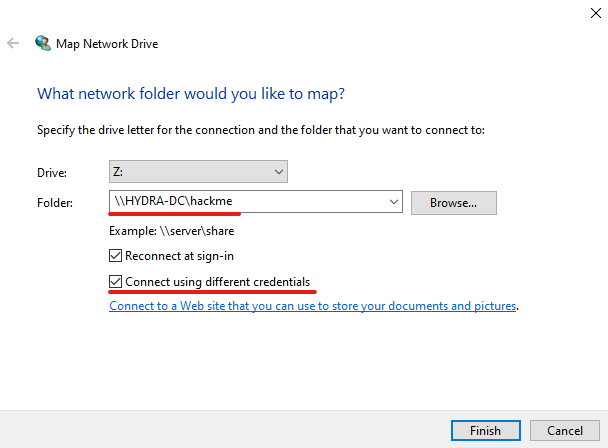 Map Network Drive
What network folder would you like to map?
Specify the drive letter for the connection and the folder that you want to connect to:
Drive: Z:
Folder: \\HYDRA-DC\hackme Browse...
Example: \\server\share
Reconnect at sign-in
Connect using different credentials
Connect to a Web site that you can use to store your documents and pictures.
Finish Cancel